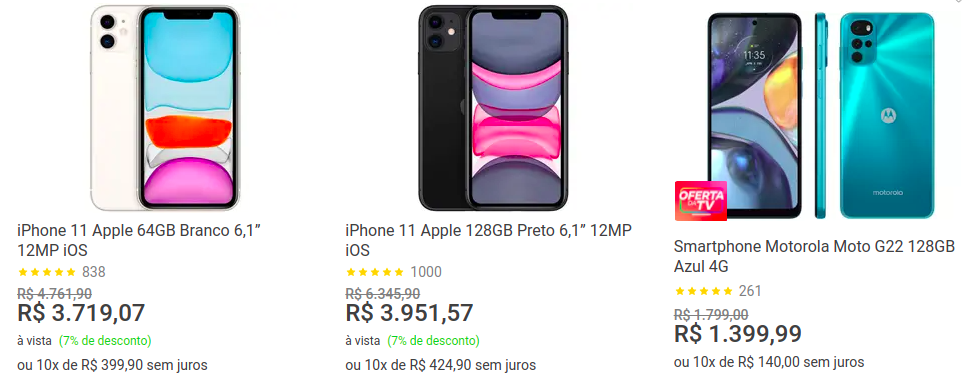 iPhone 11 Apple 64GB Branco 6,1”
12MP iOS
838
R$ 4.761,90
R$ 3.719,07
à vista (7% de desconto)
ou 10x de R$ 399,90 sem juros
iPhone 11 Apple 128GB Preto 6,1” 12MP
iOS
1000
R$ 6.345,90
R$ 3.951,57
à vista (7% de desconto)
ou 10x de R$ 424,90 sem juros
11:35
motorola
OFERTA
DA TV
Smartphone Motorola Moto G22 128GB
Azul 4G
261
R$ 1.799,00
R$ 1.399,99
ou 10x de R$ 140,00 sem juros